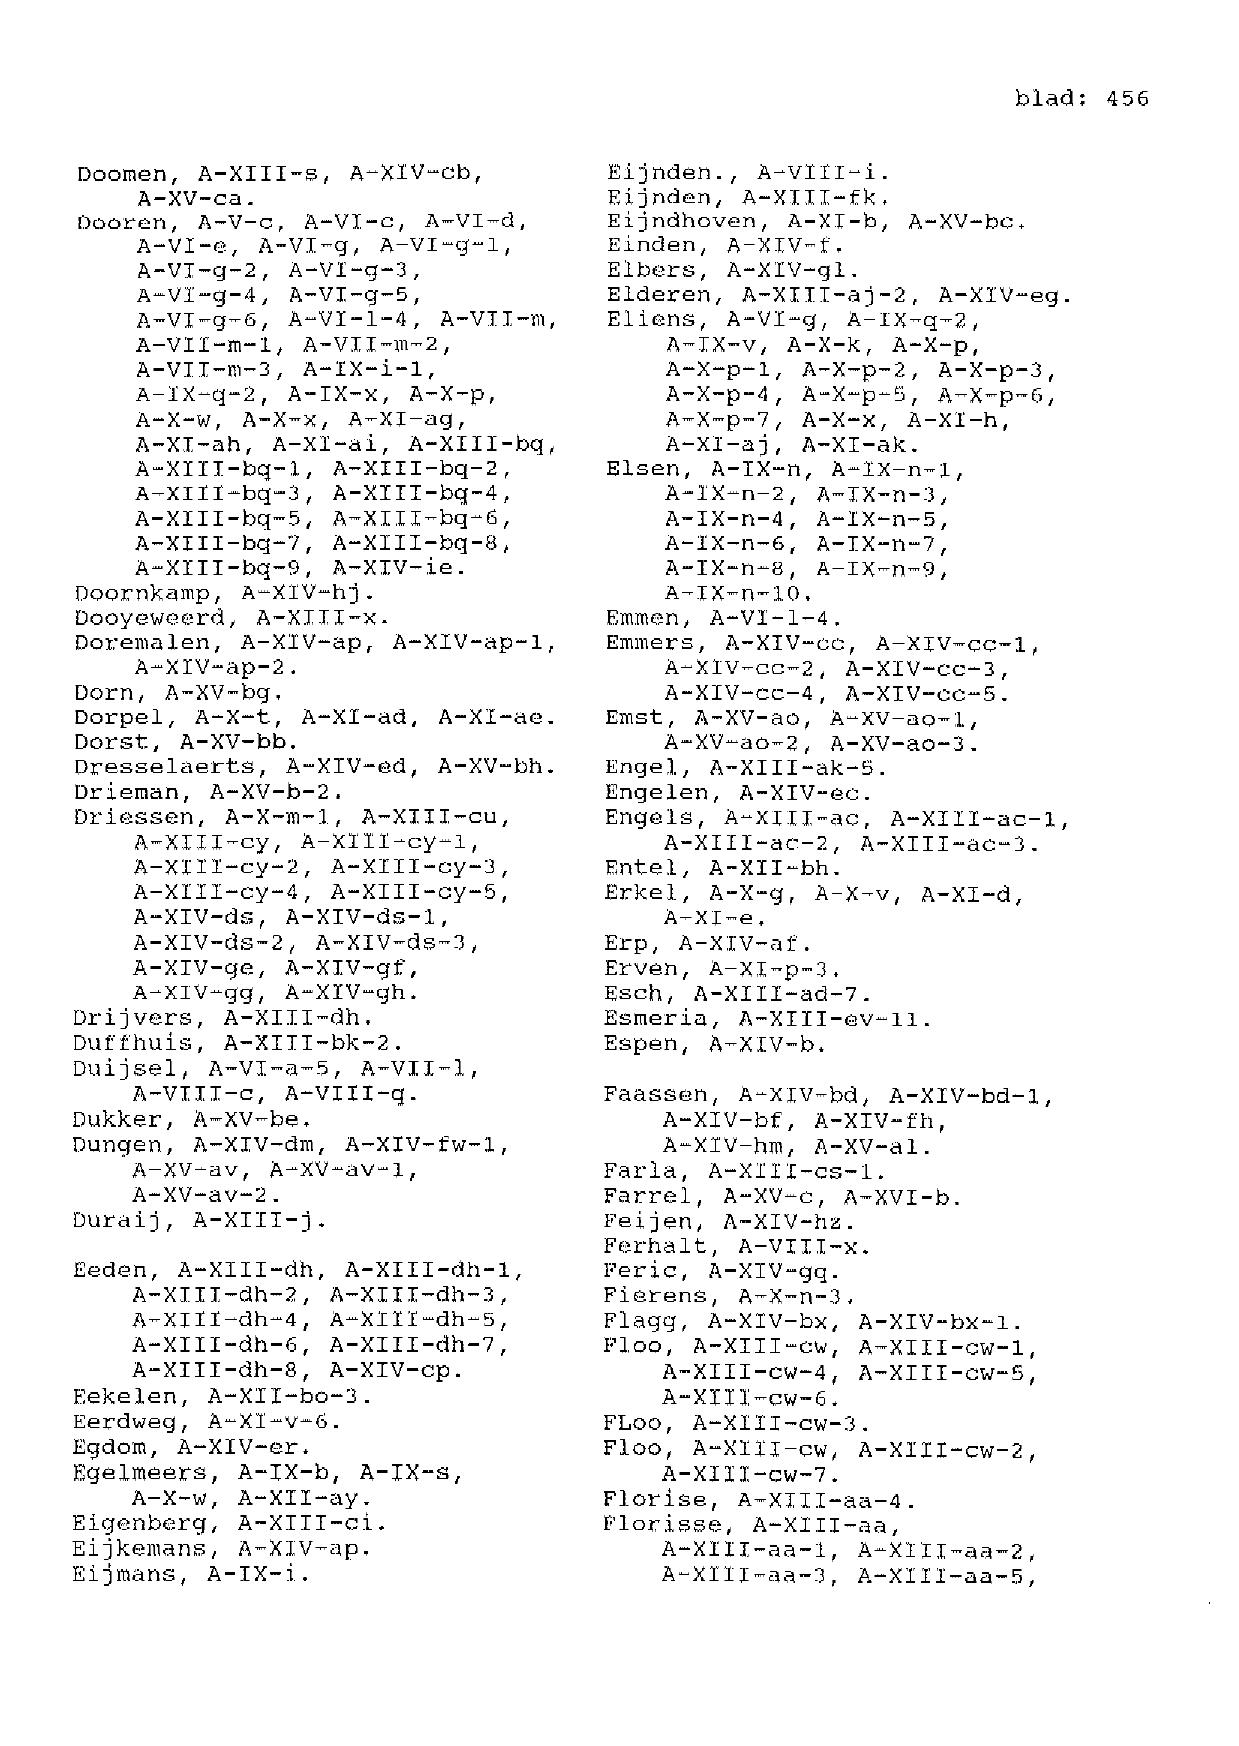 blad: 456
Doomen, A-XIII-s, A-XIV-cb,
A-XV-ca.
Dooren, A-V-c, A-VI-c, A-VI-d,
A-VI-e, A-VI-g, A-VI-g-1,
A-VI-g-2, A-VI-g-3,
A-VI-g-4, A-VI-g-5,
A-VI-g-6, A-VI-l-4, A-VII-m,
A-VII-m-1, A-VII-m-2,
A-VII-m-3, A-IX-i-1,
A-IX-q-2, A-IX-x, A-X-p,
A-X-w, A-X-x, A-XI-ag,
A-XI-ah, A-XI-ai, A-XIII-bq,
A-XIII-bq-1, A-XIII-bq-2,
A-XIII-bq-3, A-XIII-bq-4,
A-XIII-bq-5, A-XIII-bq-6,
A-XIII-bq-7, A-XIII-bq-8,
A-XIII-bq-9, A-XIV-ie.
Doornkamp, A-XIV-hj.
Dooyeweerd, A-XIII-x.
Doremalen, A-XIV-ap, A-XIV-ap-1,
A-XIV-ap-2.
Dorn, A-XV-bg.
Dorpel, A-X-t, A-XI-ad, A-XI-ae.
Dorst, A-XV-bb.
Dresselaerts, A-XIV-ed, A-XV-bh.
Drieman, A-XV-b-2.
Driessen, A-X-m-1, A-XIII-cu,
A-XIII-cy, A-XIII-cy-1,
A-XIII-cy-2, A-XIII-cy-3,
A-XIII-cy-4, A-XIII-cy-5,
A-XIV-ds, A-XIV-ds-1,
A-XIV-ds-2, A-XIV-ds-3,
A-XIV-ge, A-XIV-gf,
A-XIV-gg, A-XIV-gh.
Drijvers, A-XIII-dh.
Duffhuis, A-XIII-bk-2.
Duijsel, A-VI-a-5, A-VII-l,
A-VIII-c, A-VIII-q.
Dukker, A-XV-be.
Dungen, A-XIV-dm, A-XIV-fw-1,
A-XV-av, A-XV-av-1,
A-XV-av-2.
Duraij, A-XIII-j.
Eeden, A-XIII-dh, A-XIII-dh-1,
A-XIII-dh-2, A-XIII-dh-3,
A-XIII-dh-4, A-XIII-dh-5,
A-XIII-dh-6, A-XIII-dh-7,
A-XIII-dh-8, A-XIV-cp.
Eekelen, A-XII-bo-3.
Eerdweg, A-XI-v-6.
Egdom, A-XIV-er.
Egelmeers, A-IX-b, A-IX-s,
A-X-w, A-XII-ay.
Eigenberg, A-XIII-ci.
Eijkemans, A-XIV-ap.
Eijmans, A-IX-i.
Eijnden., A-VIII-i.
Eijnden, A-XIII-fk.
Eijndhoven, A-XI-b, A-XV-bc.
Einden, A-XIV-f.
Elbers, A-XIV-gl.
Elderen, A-XIII-aj-2, A-XIV-eg.
Eliens, A-VI-g, A-IX-q-2,
A-IX-v, A-X-k, A-X-p,
A-X-p-1, A-X-p-2, A-X-p-3,
A-X-p-4, A-X-p-5, A-X-p-6,
A-X-p-7, A-X-x, A-XI-h,
A-XI-aj, A-XI-ak.
Elsen, A-IX-n, A-IX-n-1,
A-IX-n-2, A-IX-n-3,
A-IX-n-4, A-IX-n-5,
A-IX-n-6, A-IX-n-7,
A-IX-n-8, A-IX-n-9,
A-IX-n-10.
Emmen, A-VI-l-4.
Emmers, A-XIV-cc, A-XIV-cc-1,
A-XIV-cc-2, A-XIV-cc-3,
A-XIV-cc-4, A-XIV-cc-5.
Emst, A-XV-ao, A-XV-ao-1,
A-XV-ao-2, A-XV-ao-3.
Engel, A-XIII-ak-5.
Engelen, A-XIV-ec.
Engels, A-XIII-ac, A-XIII-ac-1,
A-XIII-ac-2, A-XIII-ac-3.
Entel, A-XII-bh.
Erkel, A-X-g, A-X-v, A-XI-d,
A-XI-e.
Erp, A-XIV-af.
Erven, A-XI-p-3.
Esch, A-XIII-ad-7.
Esmeria, A-XIII-ev-11.
Espen, A-XIV-b.
Faassen, A-XIV-bd, A-XIV-bd-1,
A-XIV-bf, A-XIV-fh,
A-XIV-hm, A-XV-al.
Farla, A-XIII-cs-1.
Farrel, A-XV-c, A-XVI-b.
Feijen, A-XIV-hz.
Ferhalt, A-VIII-x.
Feric, A-XIV-gq.
Fierens, A-X-n-3.
Flagg, A-XIV-bx, A-XIV-bx-1.
Floo, A-XIII-cw, A-XIII-cw-1,
A-XIII-cw-4, A-XIII-cw-5,
A-XIII-cw-6.
FLoo, A-XIII-cw-3.
Floo, A-XIII-cw, A-XIII-cw-2,
A-XIII-cw-7.
Florise, A-XIII-aa-4.
Florisse, A-XIII-aa,
A-XIII-aa-1, A-XIII-aa-2,
A-XIII-aa-3, A-XIII-aa-5,